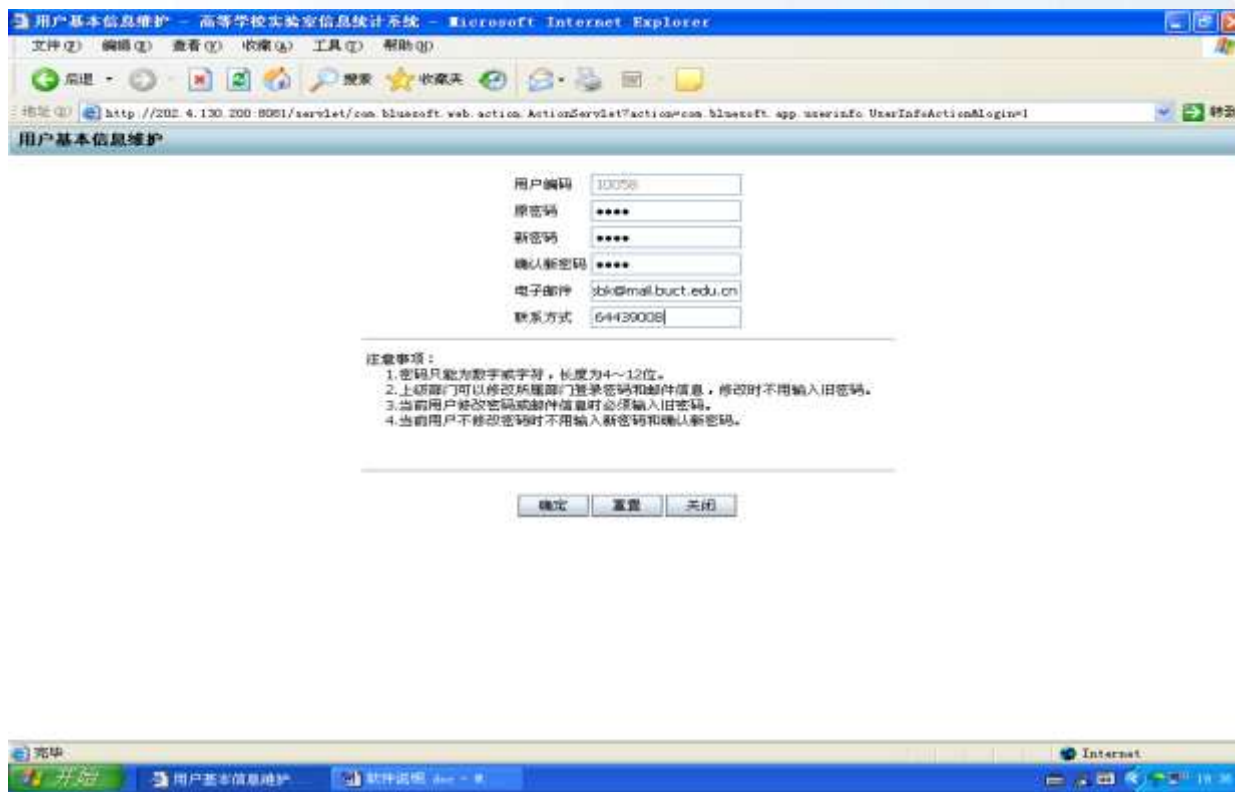 用户基本信息维护 - 高等学校实验室信息统计系统 - Microsoft Internet Explorer
文件(F) 编辑(E) 查看(V) 收藏(A) 工具(T) 帮助(H)
后退 搜索 收藏夹
地址(D) http://202.4.130.200:8081/servlet/com.bluesoft.web.action.ActionServlet?action=com.bluesoft.app.userinfo.UserInfoAction&login=1 转到
用户基本信息维护
用户编码 10058
原密码 ••••
新密码 ••••
确认新密码 ••••
电子邮件 sbk@mail.buct.edu.cn
联系方式 64439008
注意事项:
1.密码只能为数字或字符,长度为4~12位。
2.上级部门可以修改所属部门登录密码和邮件信息,修改时不用输入旧密码。
3.当前用户修改密码或邮件信息时必须输入旧密码。
4.当前用户不修改密码时不用输入新密码和确认新密码。
确定 重置 关闭
完毕 Internet
开始 用户基本信息维护 软件说明.doc - M